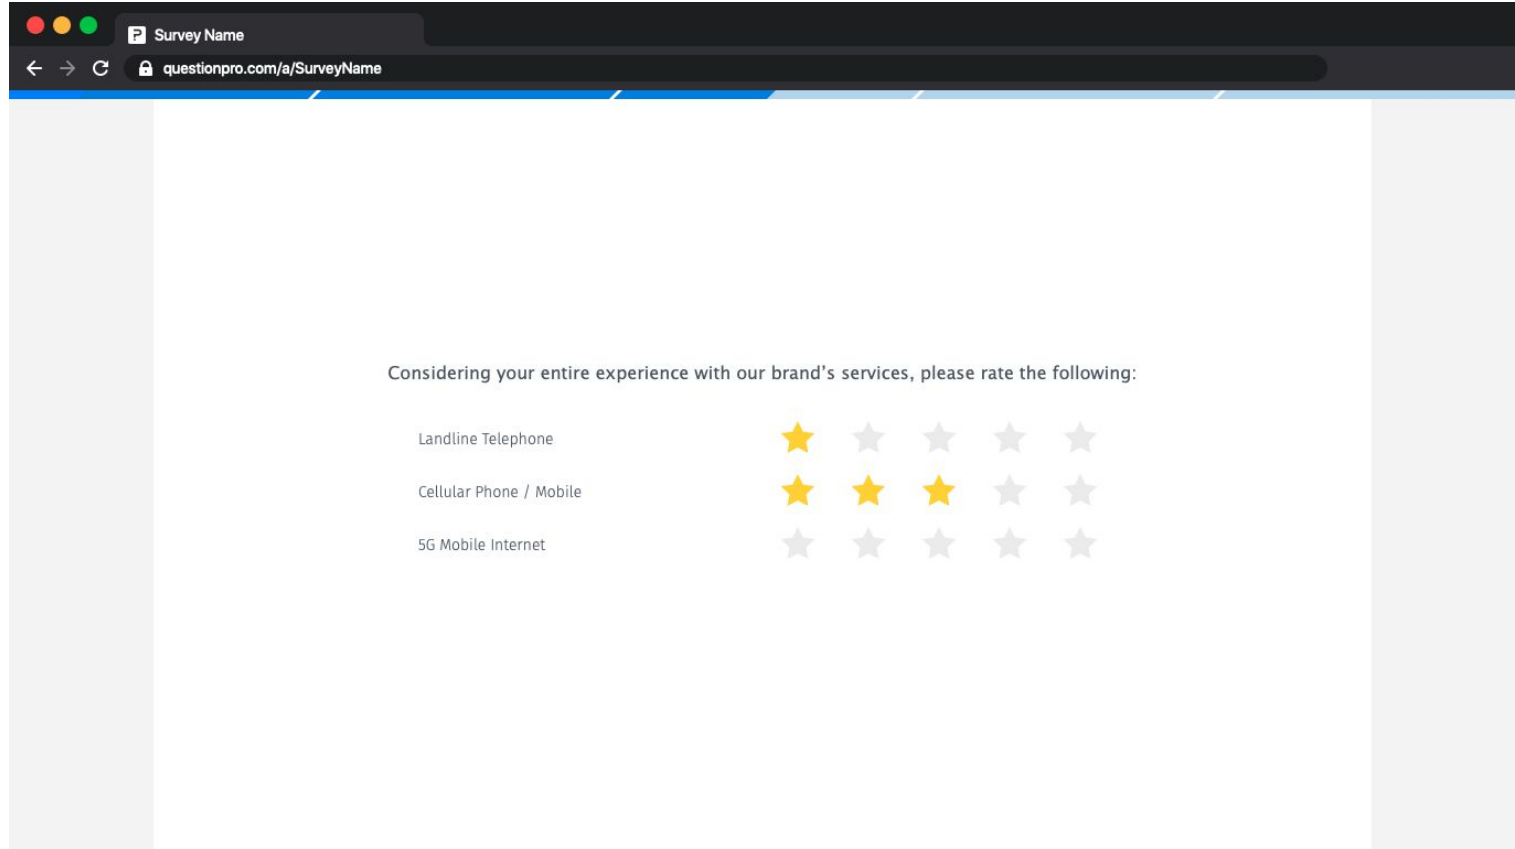 Survey Name
questionpro.com/a/SurveyName
Considering your entire experience with our brand’s services, please rate the following:
Landline Telephone
Cellular Phone / Mobile
5G Mobile Internet